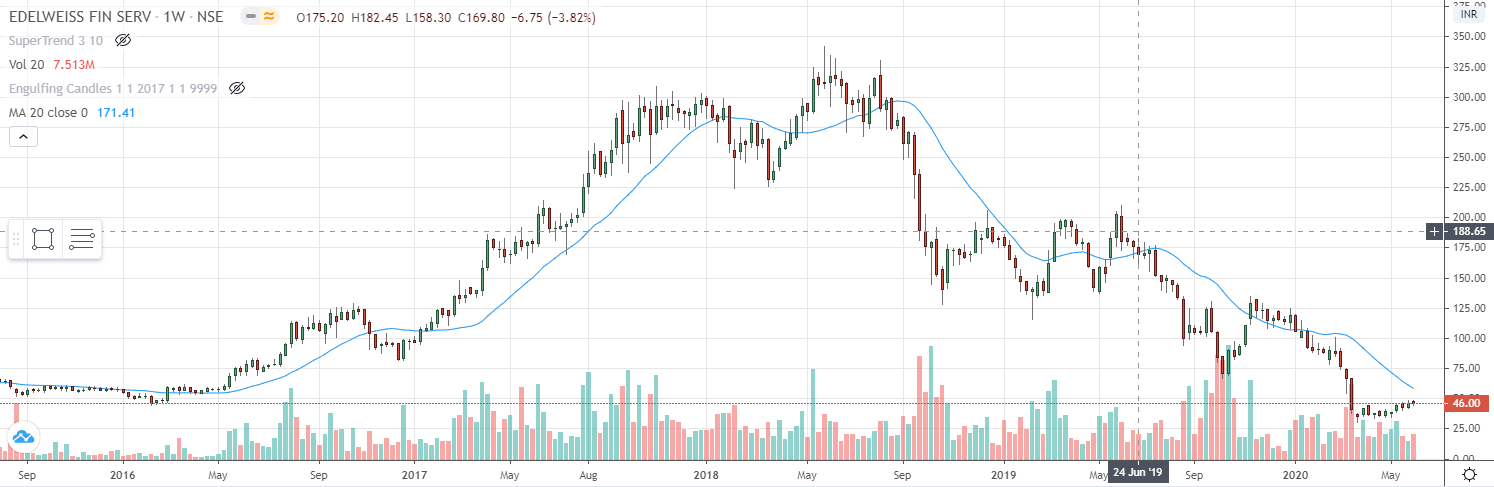 EDELWEISS FIN SERV · 1W · NSE O175.20 H182.45 L158.30 C169.80 −6.75 (−3.82%)
SuperTrend 3 10
Vol 20 7.513M
Engulfing Candles 1 1 2017 1 1 9999
MA 20 close 0 171.41
375.00
INR
350.00
325.00
300.00
275.00
250.00
225.00
200.00
188.65
175.00
150.00
125.00
100.00
75.00
46.00
25.00
0.00
Sep 2016 May Sep 2017 May Aug 2018 May Sep 2019 May 24 Jun '19 Sep 2020 May